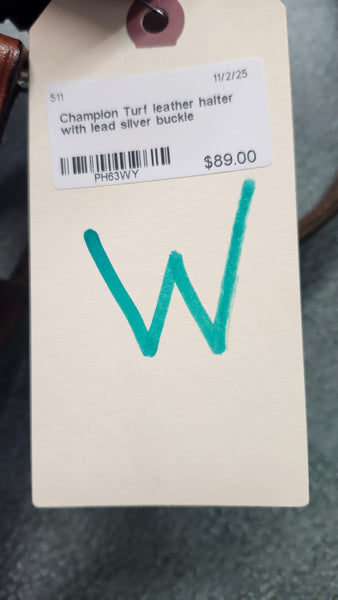 511
11/2/25
Champion Turf leather halter
with lead silver buckle
PH63WY
$89.00
W